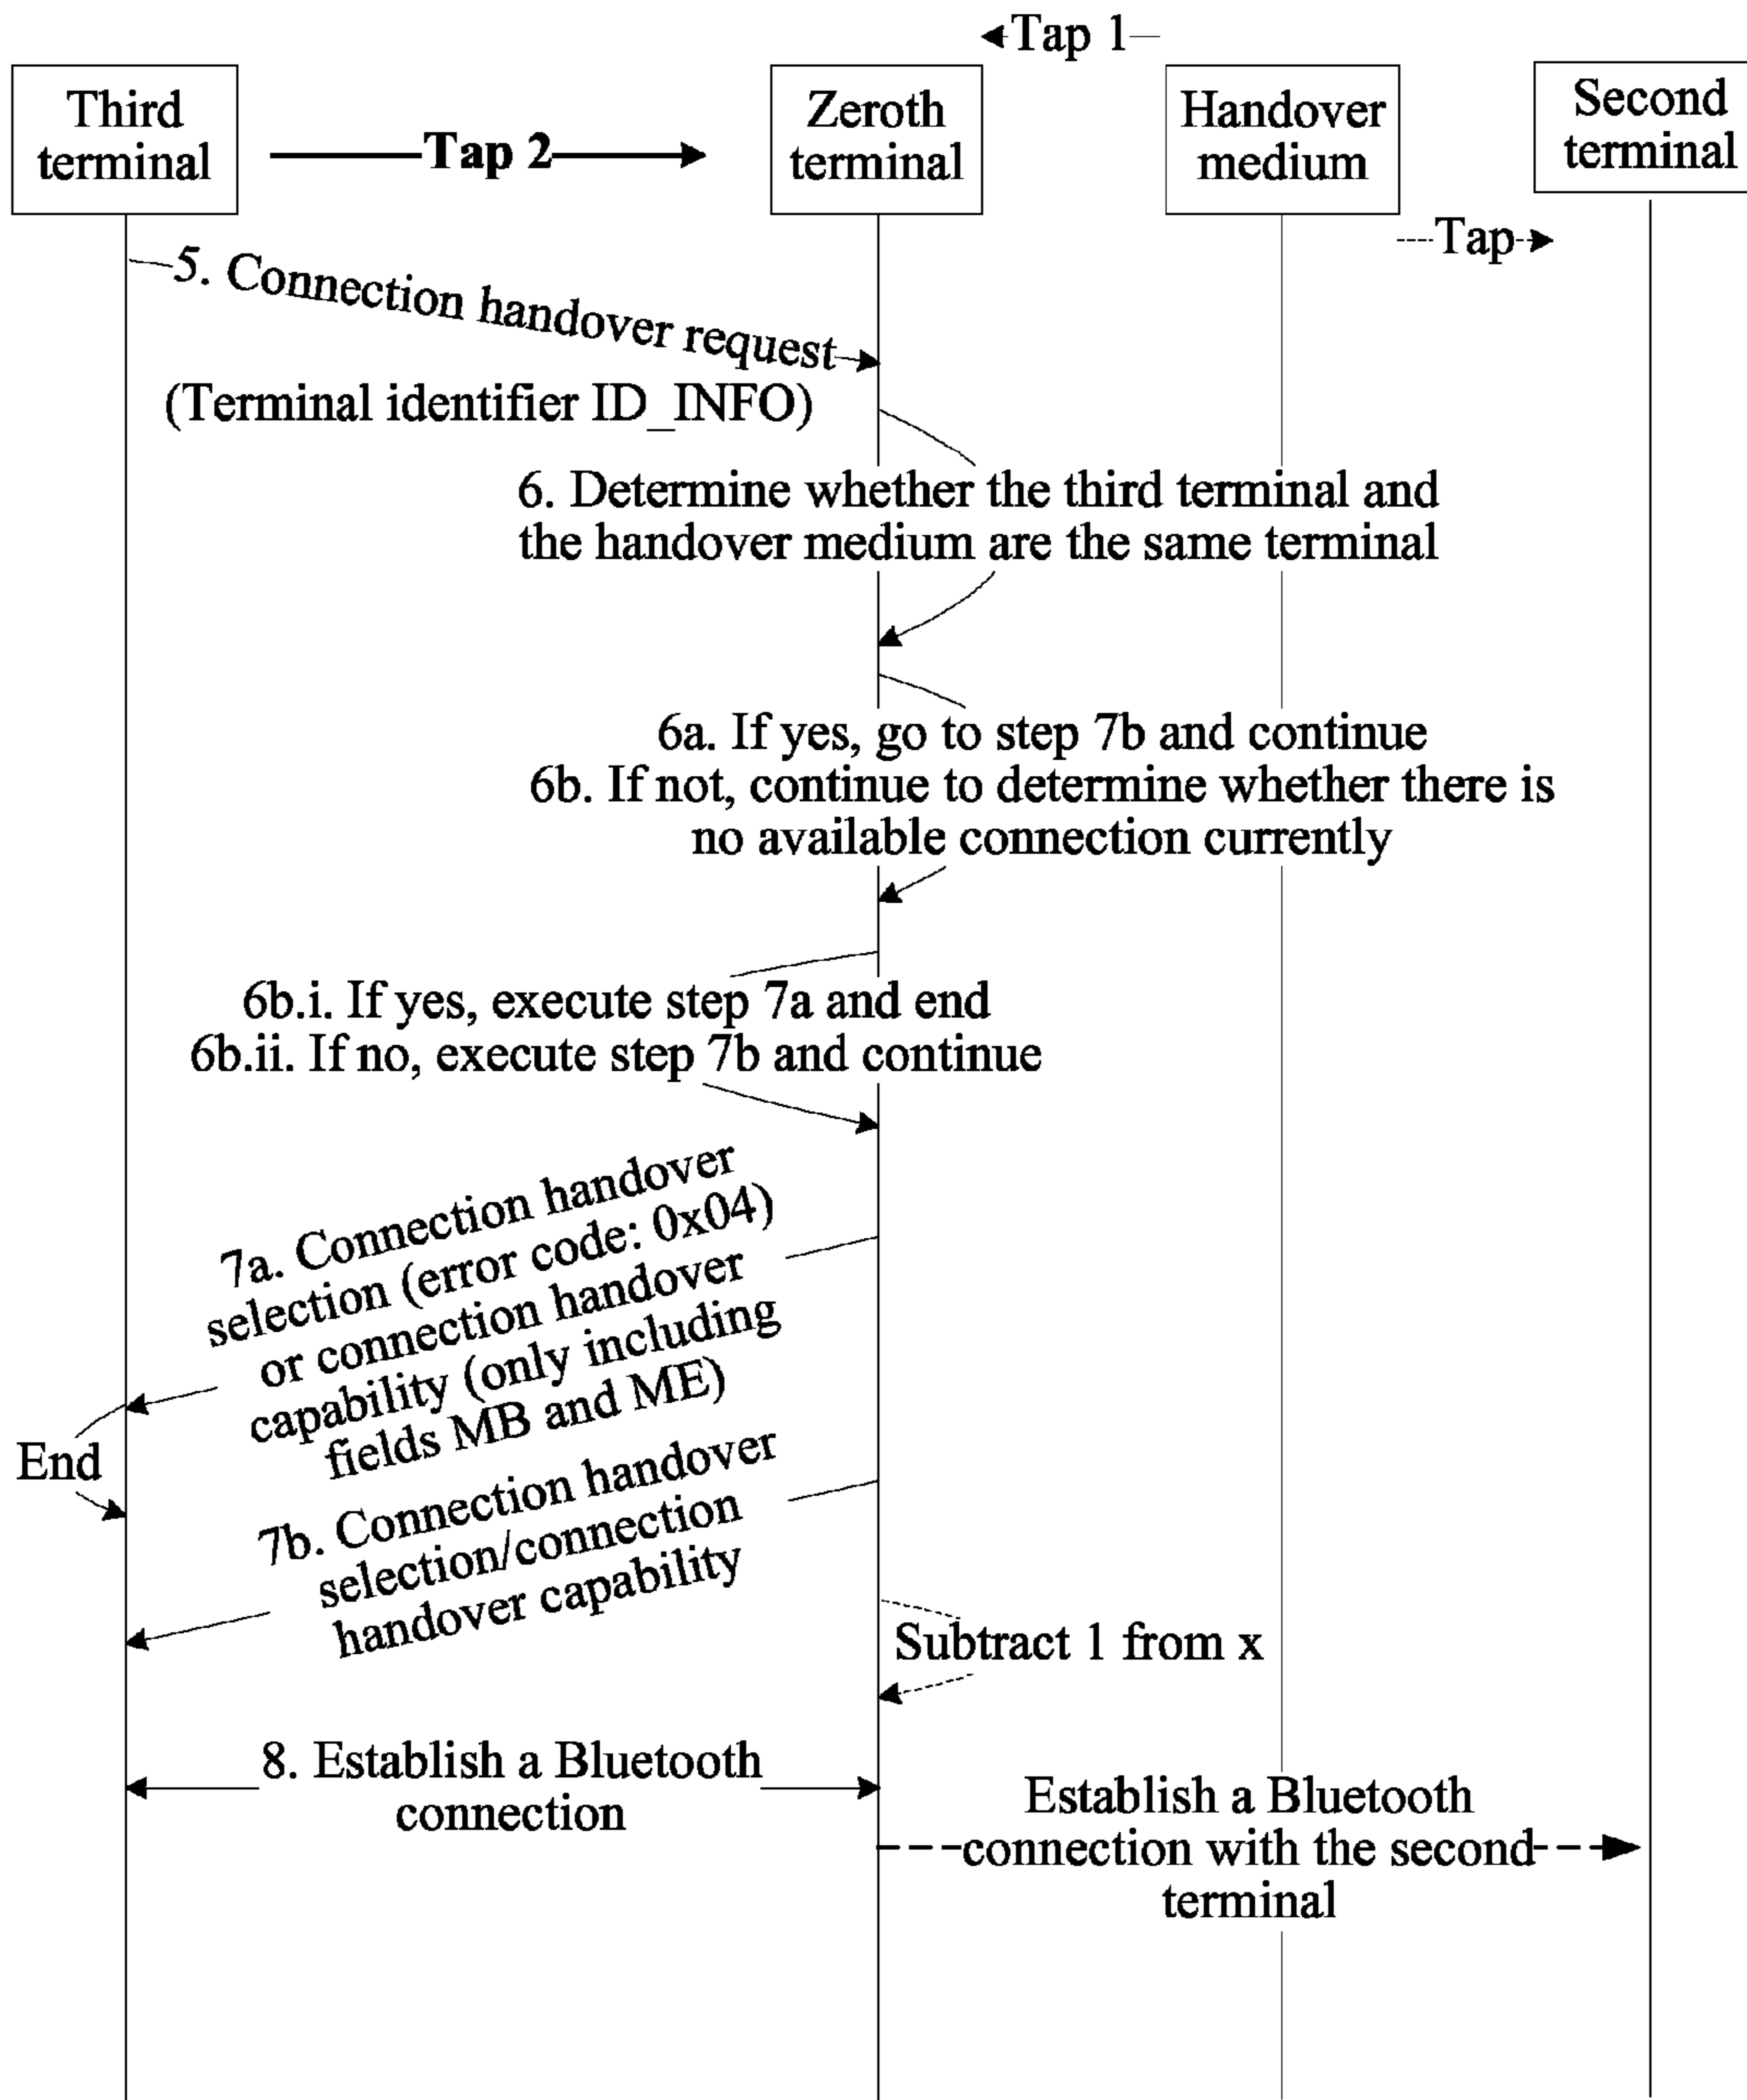 Tap 1
Third
terminal
Tap 2
Zeroth
terminal
Handover
medium
Second
terminal
Tap
5. Connection handover request
(Terminal identifier ID_INFO)
6. Determine whether the third terminal and
the handover medium are the same terminal
6a. If yes, go to step 7b and continue
6b. If not, continue to determine whether there is
no available connection currently
6b.i. If yes, execute step 7a and end
6b.ii. If no, execute step 7b and continue
7a. Connection handover
selection (error code: 0x04)
or connection handover
capability (only including
fields MB and ME)
End
7b. Connection handover
selection/connection
handover capability
Subtract 1 from x
8. Establish a Bluetooth
connection
Establish a Bluetooth
connection with the second
terminal